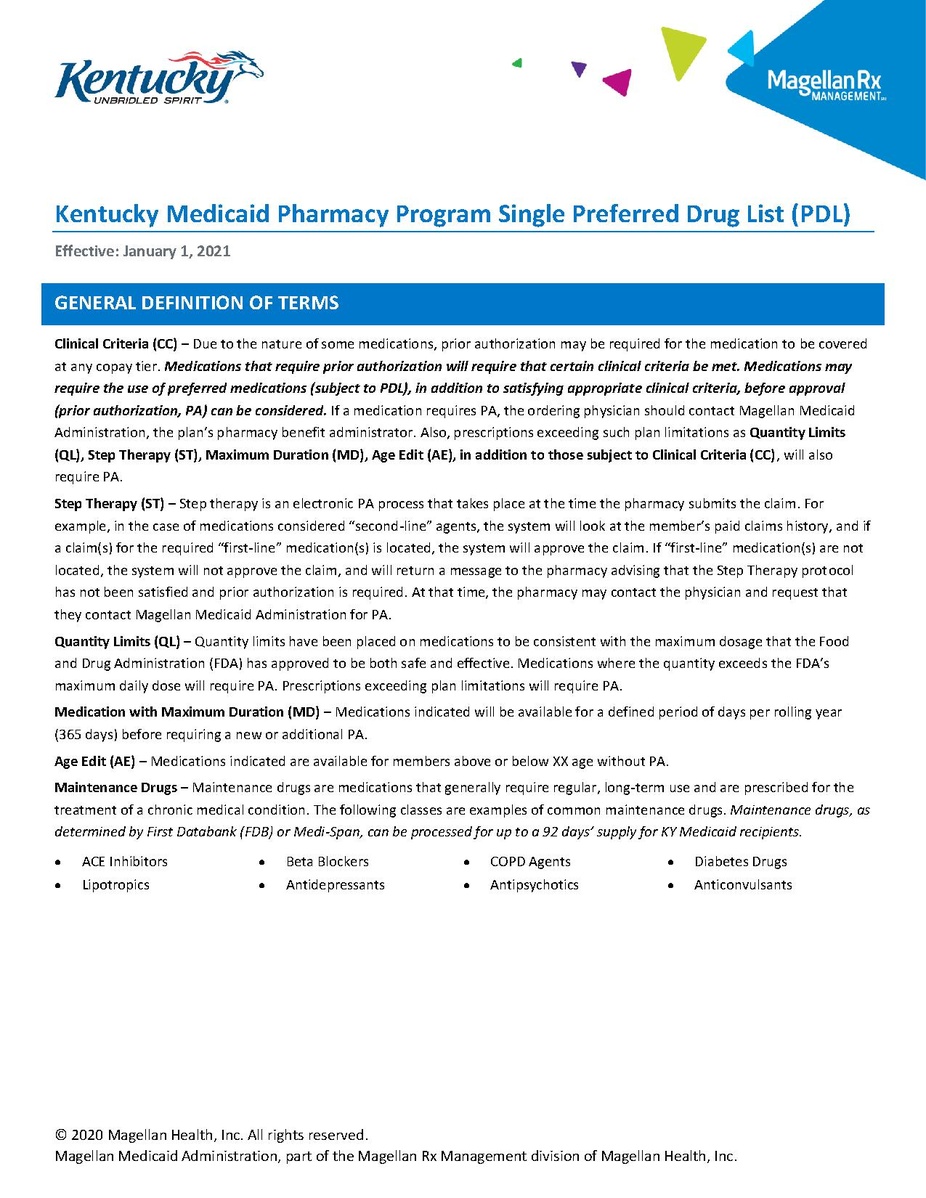 Kentucky
UNBRIDLED SPIRIT
MagellanRx
MANAGEMENT
Kentucky Medicaid Pharmacy Program Single Preferred Drug List (PDL)
Effective: January 1, 2021
GENERAL DEFINITION OF TERMS
Clinical Criteria (CC) – Due to the nature of some medications, prior authorization may be required for the medication to be covered
at any copay tier. Medications that require prior authorization will require that certain clinical criteria be met. Medications may
require the use of preferred medications (subject to PDL), in addition to satisfying appropriate clinical criteria, before approval
(prior authorization, PA) can be considered. If a medication requires PA, the ordering physician should contact Magellan Medicaid
Administration, the plan’s pharmacy benefit administrator. Also, prescriptions exceeding such plan limitations as Quantity Limits
(QL), Step Therapy (ST), Maximum Duration (MD), Age Edit (AE), in addition to those subject to Clinical Criteria (CC), will also
require PA.
Step Therapy (ST) – Step therapy is an electronic PA process that takes place at the time the pharmacy submits the claim. For
example, in the case of medications considered “second-line” agents, the system will look at the member’s paid claims history, and if
a claim(s) for the required “first-line” medication(s) is located, the system will approve the claim. If “first-line” medication(s) are not
located, the system will not approve the claim, and will return a message to the pharmacy advising that the Step Therapy protocol
has not been satisfied and prior authorization is required. At that time, the pharmacy may contact the physician and request that
they contact Magellan Medicaid Administration for PA.
Quantity Limits (QL) – Quantity limits have been placed on medications to be consistent with the maximum dosage that the Food
and Drug Administration (FDA) has approved to be both safe and effective. Medications where the quantity exceeds the FDA’s
maximum daily dose will require PA. Prescriptions exceeding plan limitations will require PA.
Medication with Maximum Duration (MD) – Medications indicated will be available for a defined period of days per rolling year
(365 days) before requiring a new or additional PA.
Age Edit (AE) – Medications indicated are available for members above or below XX age without PA.
Maintenance Drugs – Maintenance drugs are medications that generally require regular, long-term use and are prescribed for the
treatment of a chronic medical condition. The following classes are examples of common maintenance drugs. Maintenance drugs, as
determined by First Databank (FDB) or Medi-Span, can be processed for up to a 92 days’ supply for KY Medicaid recipients.
• ACE Inhibitors • Beta Blockers • COPD Agents • Diabetes Drugs
• Lipotropics • Antidepressants • Antipsychotics • Anticonvulsants
© 2020 Magellan Health, Inc. All rights reserved.
Magellan Medicaid Administration, part of the Magellan Rx Management division of Magellan Health, Inc.